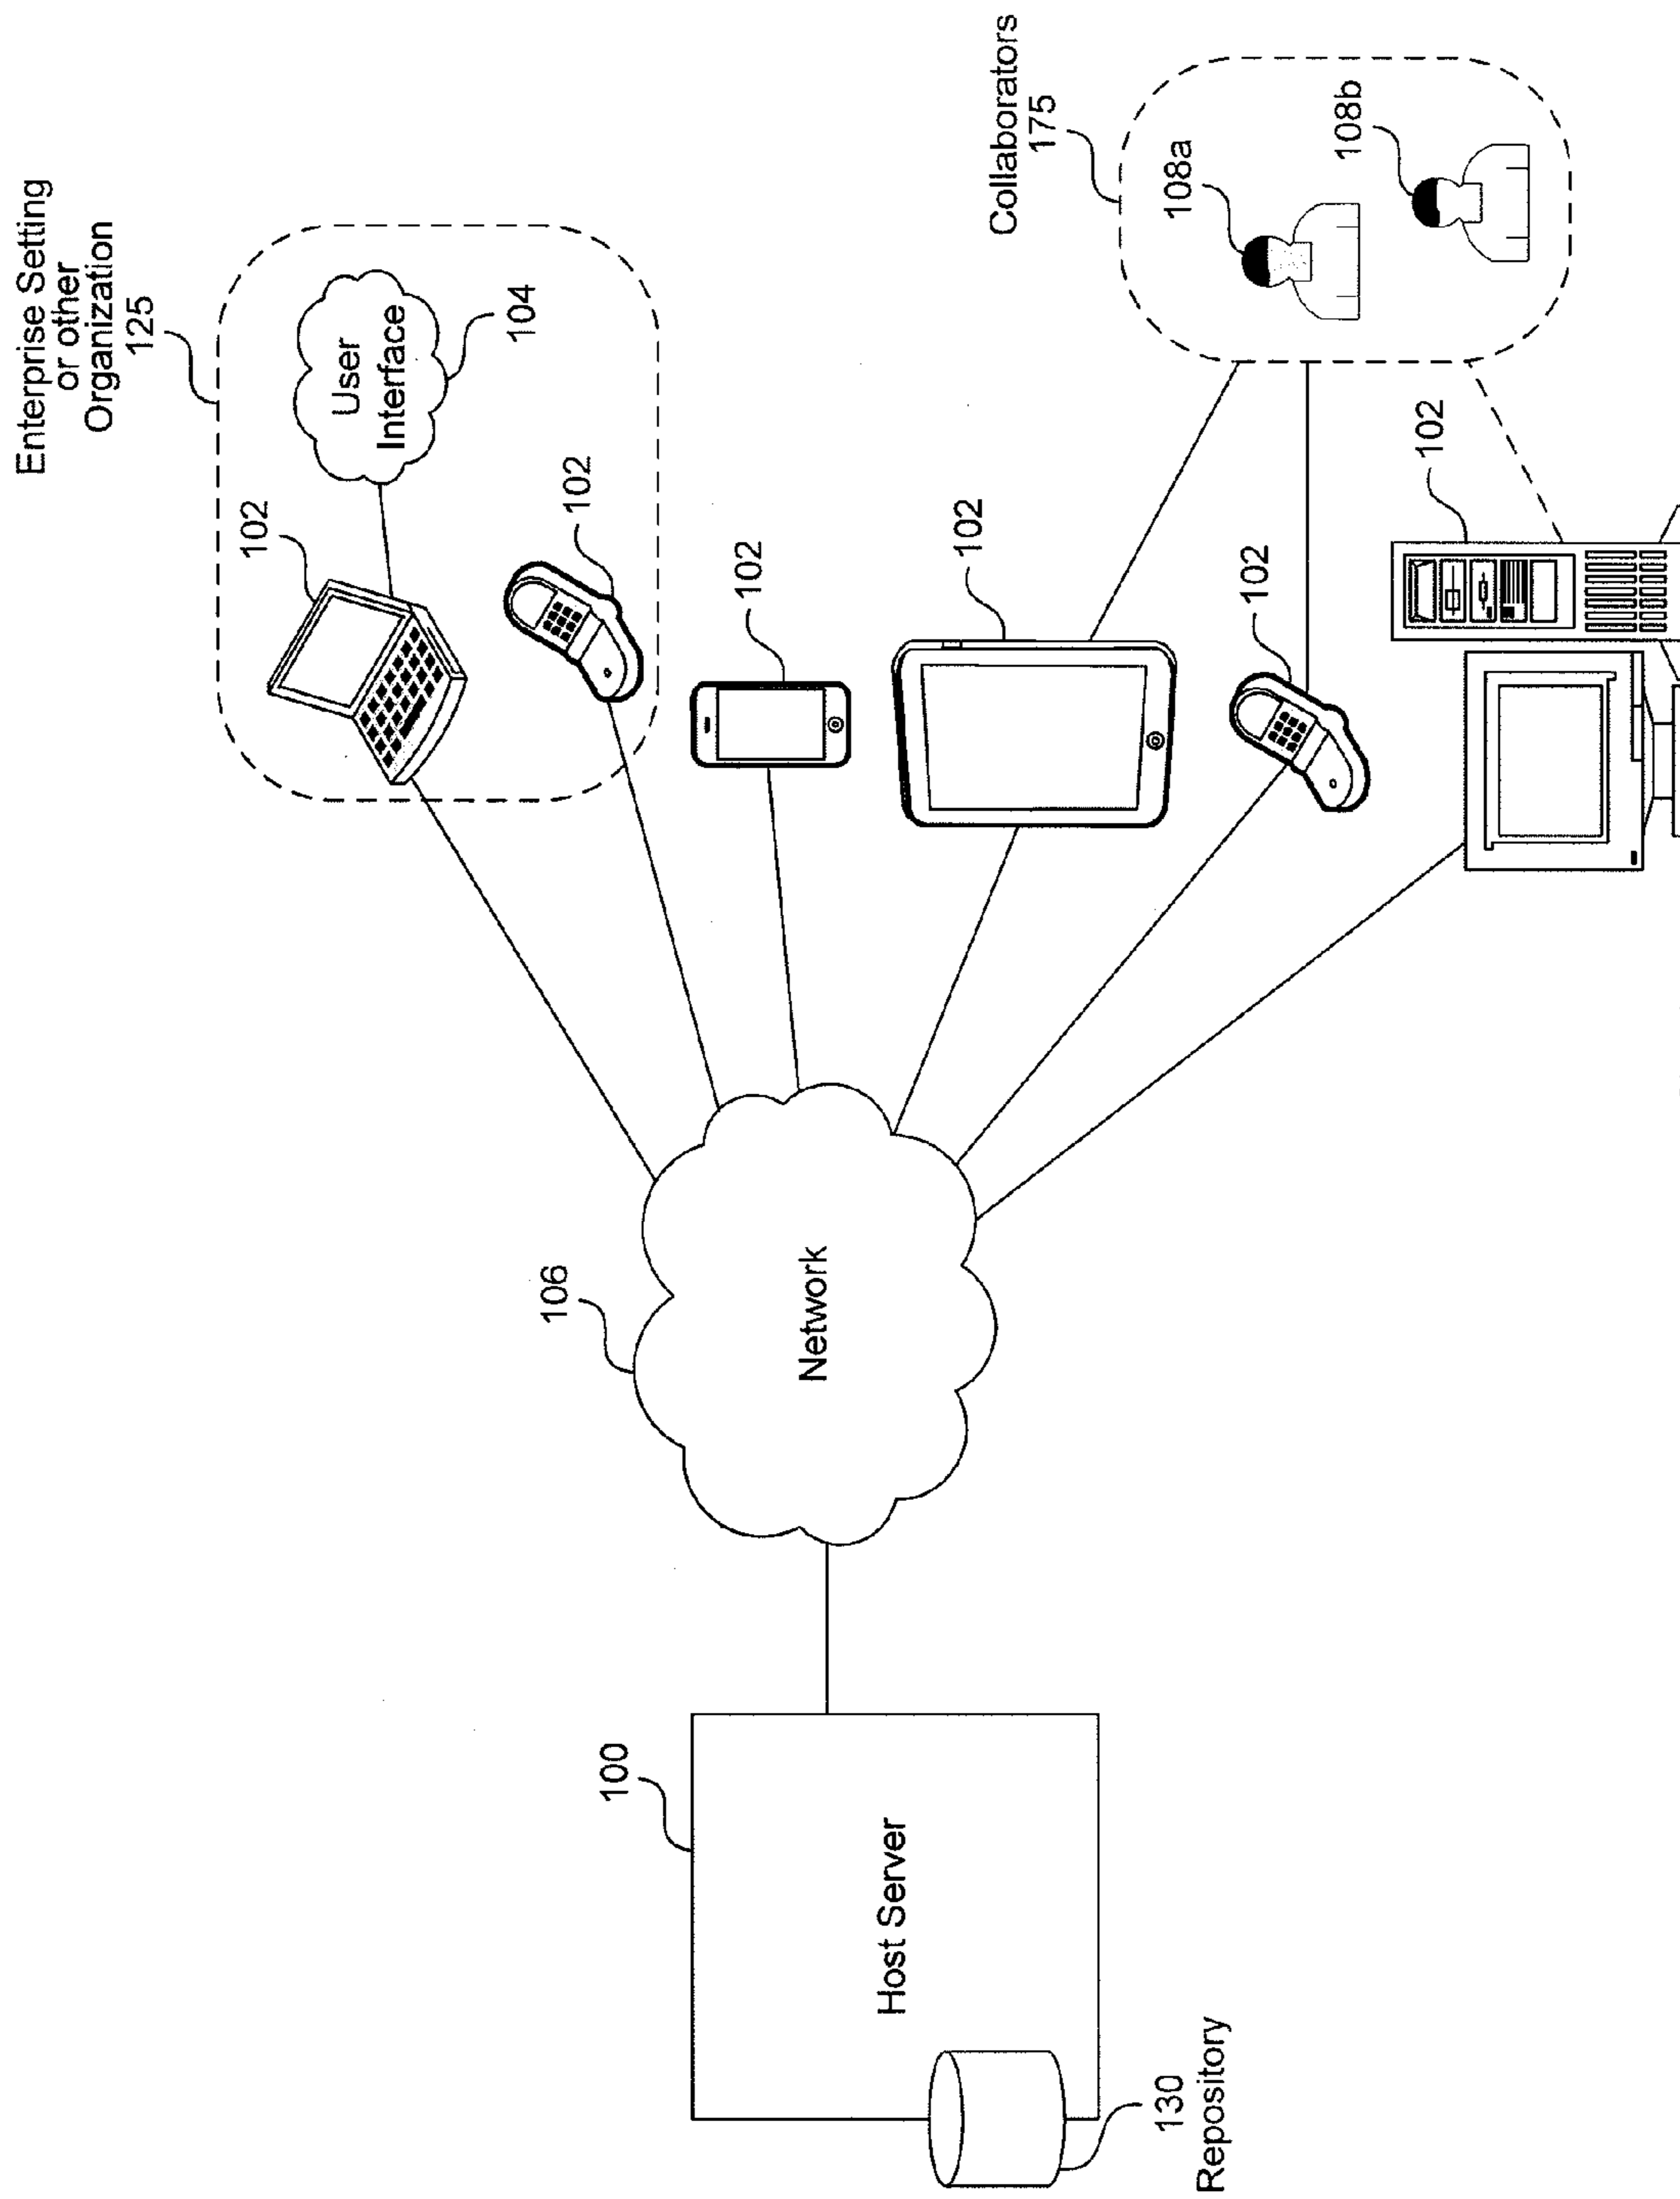 Enterprise Setting
or other
Organization
125
102
User
Interface
104
102
102
102
102
102
Collaborators
175
108a
108b
106
Network
100
Host Server
130
Repository